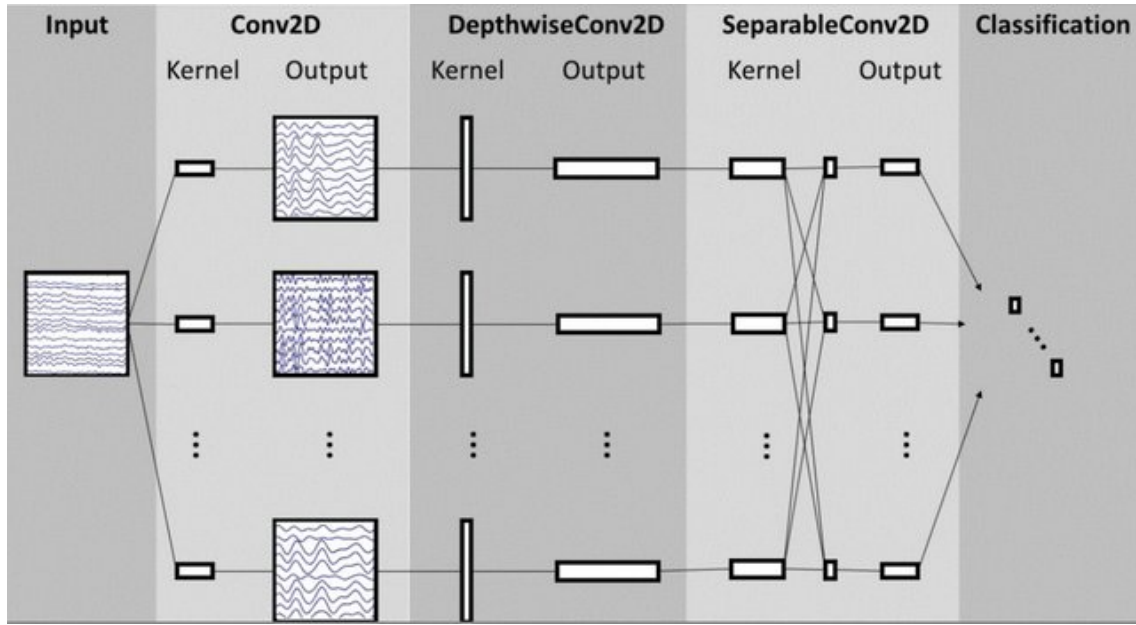 Input Conv2D DepthwiseConv2D SeparableConv2D Classification
Kernel Output Kernel Output Kernel Output